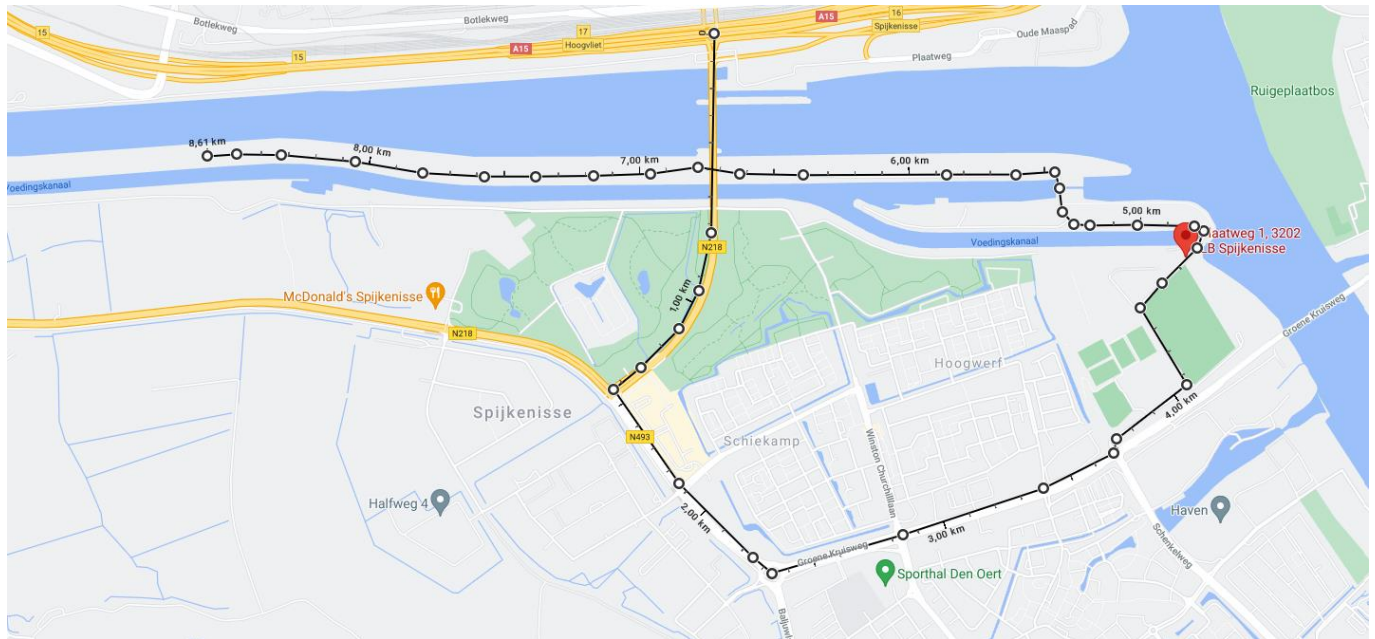 Botlekweg
Botlekweg
A15
16
Spijkenisse
15
17
Hoogvliet
A15
15
Oude Maaspad
Plaatweg
Ruigeplaatbos
8,61 km
8,00 km
7,00 km
6,00 km
Voedingskanaal
5,00 km
aatweg 1, 3202
LB Spijkenisse
Voedingskanaal
N218
McDonald's Spijkenisse
1,00 km
Groene Kruisweg
N218
Hoogwerf
Spijkenisse
4,00 km
N493
Schiekamp
Winston Churchilllaan
Halfweg 4
2,00 km
Haven
3,00 km
Groene Kruisweg
Schenkelweg
Sporthal Den Oert
Baljuw